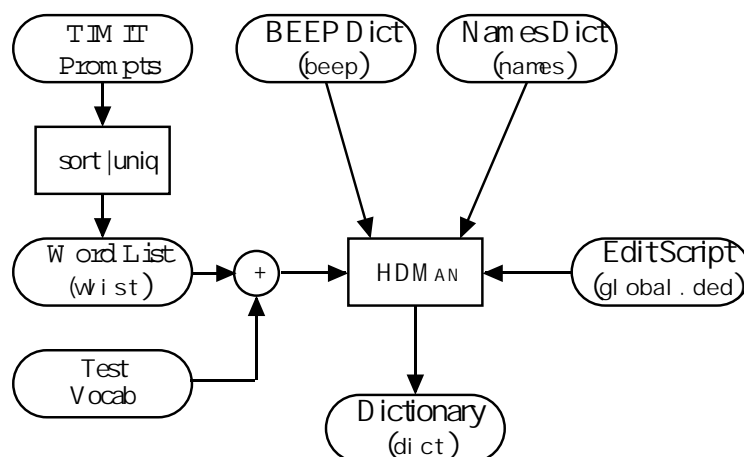 TIMIT
Prompts
BEEP Dict
(beep)
Names Dict
(names)
sort|uniq
Word List
(wlist)
+
HDMAN
Edit Script
(global.ded)
Test
Vocab
Dictionary
(dict)